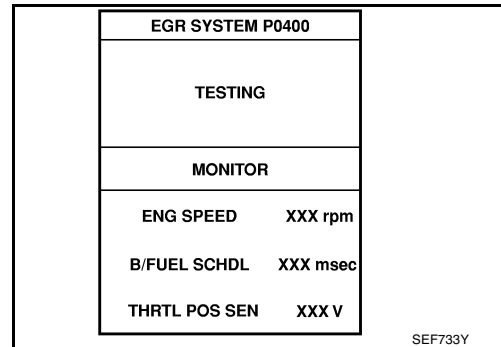 EGR SYSTEM P0400
TESTING
MONITOR
ENG SPEED XXX rpm
B/FUEL SCHDL XXX msec
THRTL POS SEN XXX V
SEF733Y